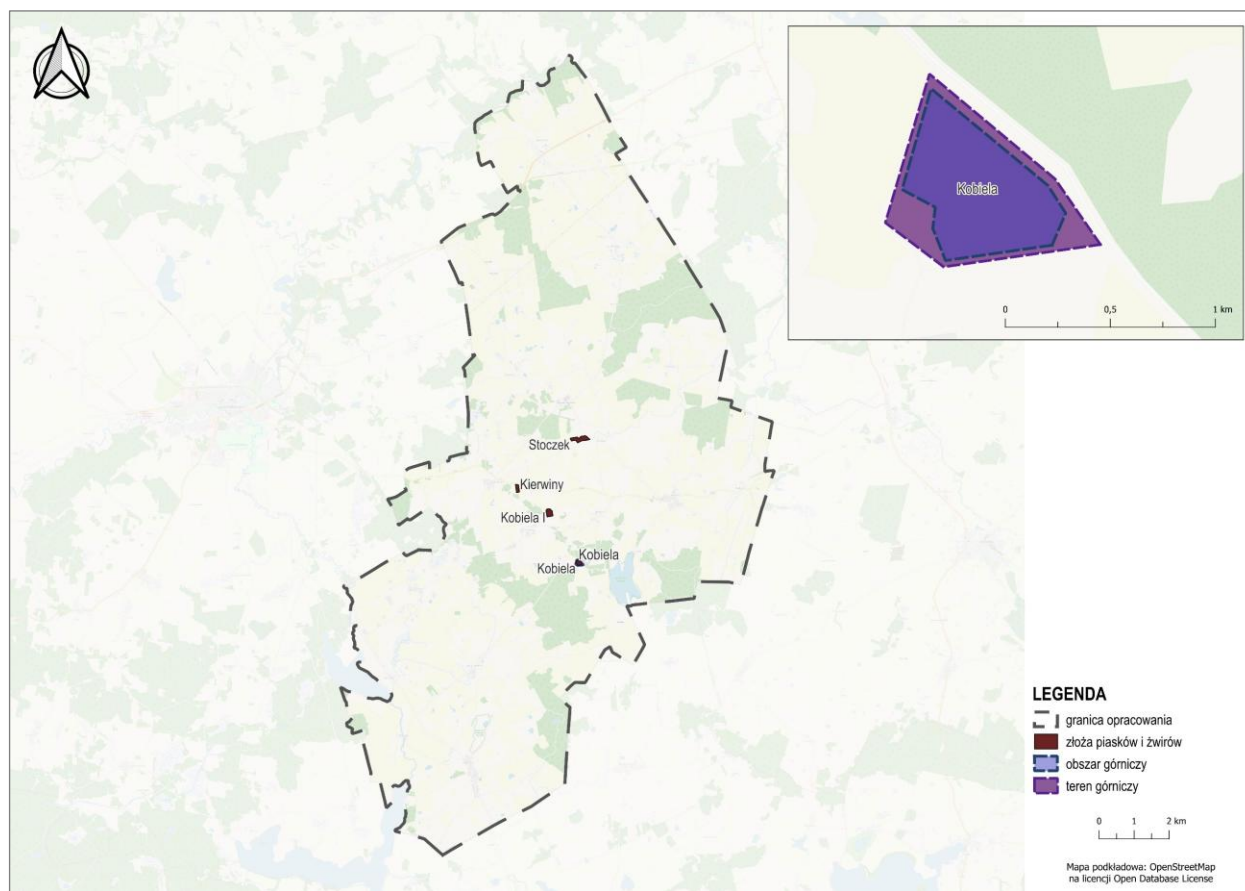 Kobiela
0 0,5 1 km
Stoczek
Kierwiny
Kobiela I
Kobiela
Kobiela
LEGENDA
granica opracowania
złoża piasków i żwirów
obszar górniczy
teren górniczy
0 1 2 km
Mapa podkładowa: OpenStreetMap
na licencji Open Database License